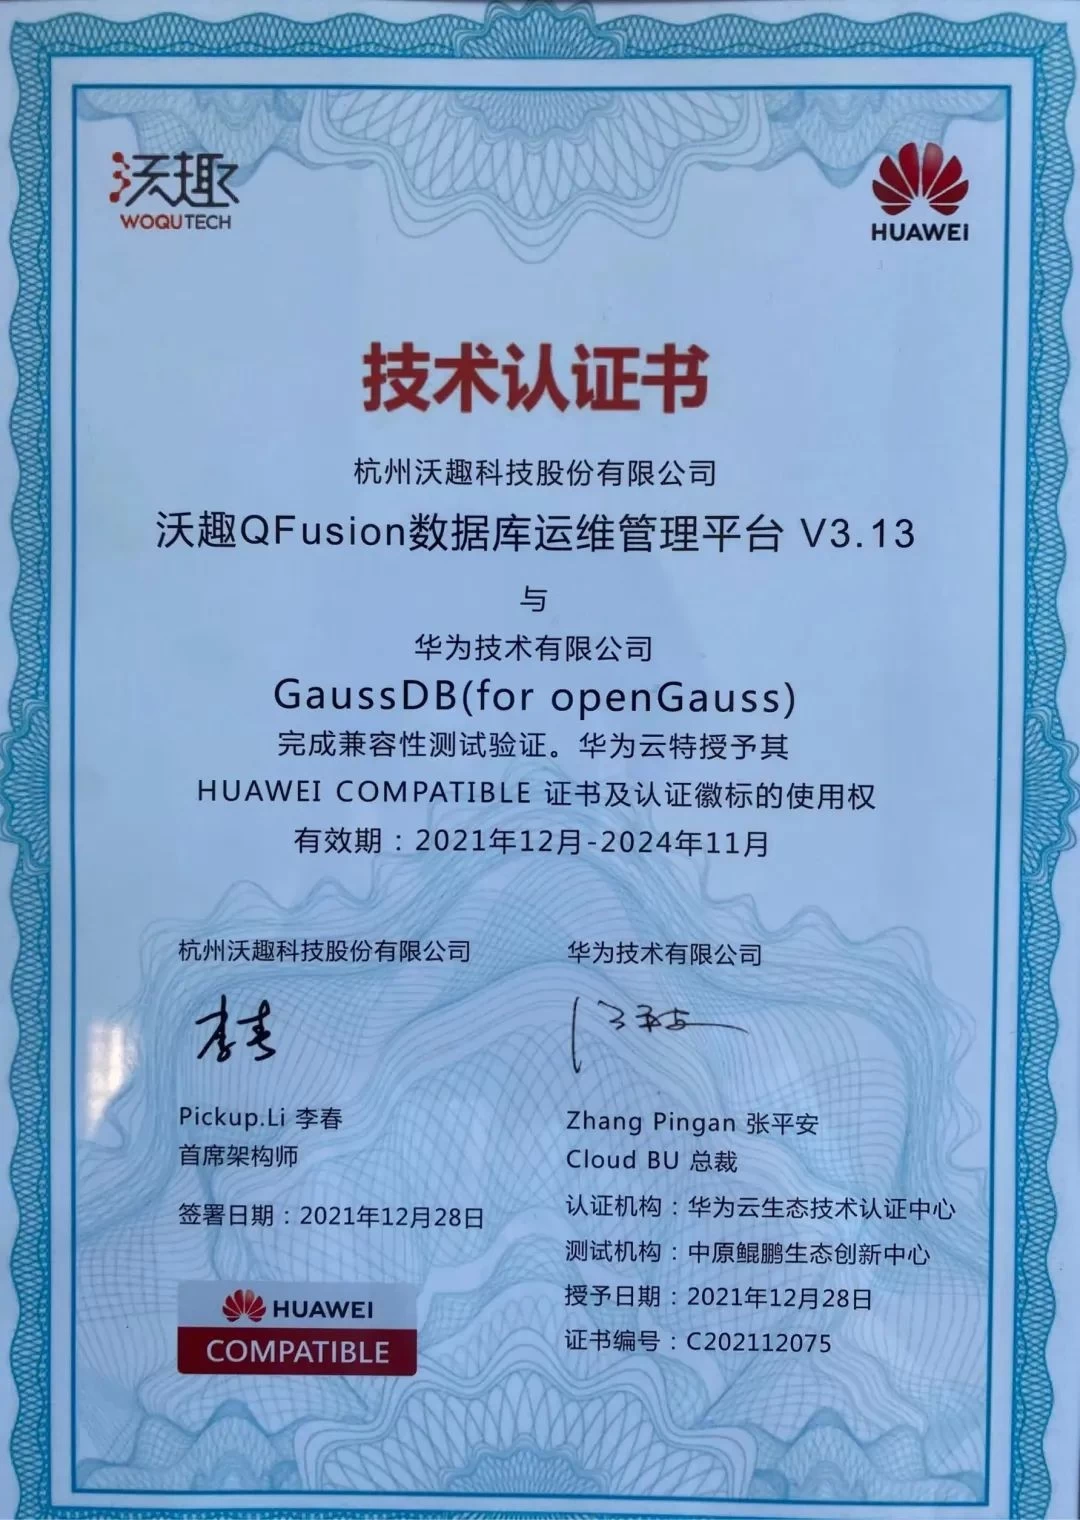 沃趣
WOQUTECH
HUAWEI
技术认证书
杭州沃趣科技股份有限公司
沃趣QFusion数据库运维管理平台 V3.13
与
华为技术有限公司
GaussDB(for openGauss)
完成兼容性测试验证。华为云特授予其
HUAWEI COMPATIBLE 证书及认证徽标的使用权
有效期：2021年12月-2024年11月
杭州沃趣科技股份有限公司
李春
Pickup.Li 李春
首席架构师
签署日期：2021年12月28日
HUAWEI
COMPATIBLE
华为技术有限公司
Zhang Pingan 张平安
Cloud BU 总裁
认证机构：华为云生态技术认证中心
测试机构：中原鲲鹏生态创新中心
授予日期：2021年12月28日
证书编号：C202112075